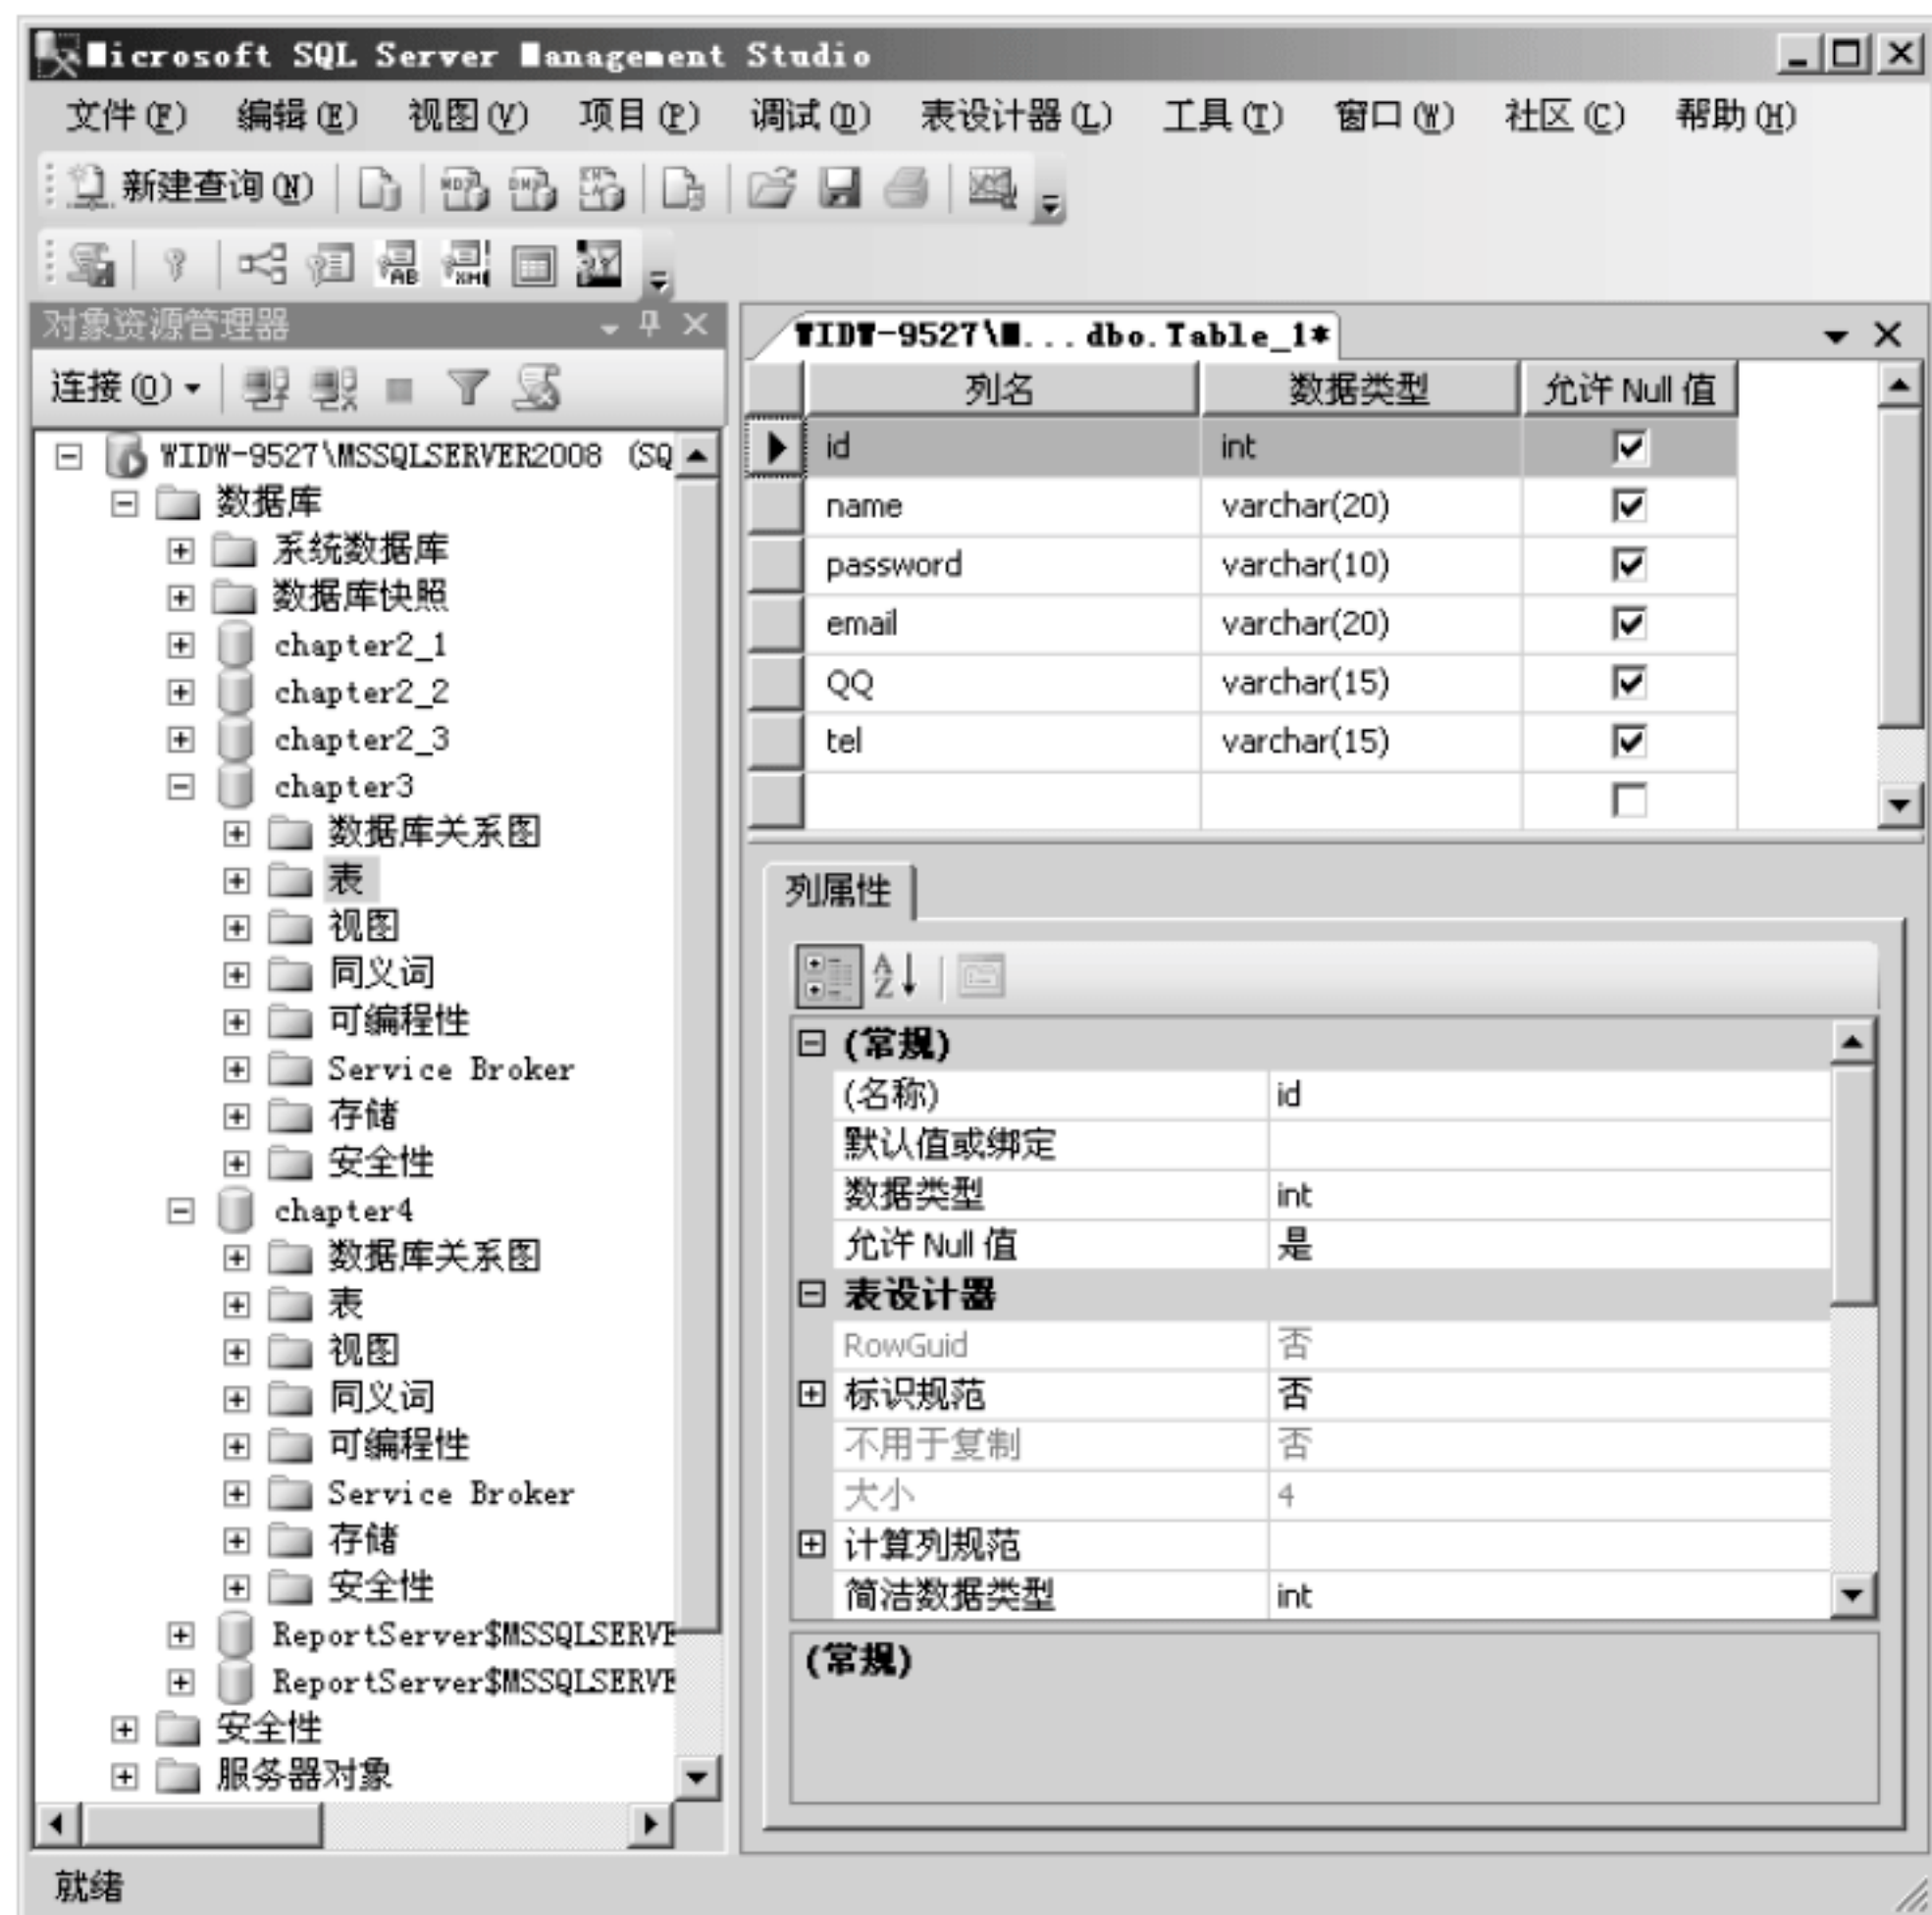 Microsoft SQL Server Management Studio
文件(F) 编辑(E) 视图(V) 项目(P) 调试(D) 表设计器(L) 工具(T) 窗口(W) 社区(C) 帮助(H)
新建查询(N)
对象资源管理器
连接(O)
WIDW-9527\MSSQLSERVER2008 (SQ
数据库
系统数据库
数据库快照
chapter2_1
chapter2_2
chapter2_3
chapter3
数据库关系图
表
视图
同义词
可编程性
Service Broker
存储
安全性
chapter4
数据库关系图
表
视图
同义词
可编程性
Service Broker
存储
安全性
ReportServer$MSSQLSERVE
ReportServer$MSSQLSERVE
安全性
服务器对象
WIDW-9527\M...dbo.Table_1*
列名 数据类型 允许 Null 值
id int
name varchar(20)
password varchar(10)
email varchar(20)
QQ varchar(15)
tel varchar(15)
列属性
(常规)
(名称) id
默认值或绑定
数据类型 int
允许 Null 值 是
表设计器
RowGuid 否
标识规范 否
不用于复制 否
大小 4
计算列规范
简洁数据类型 int
(常规)
就绪